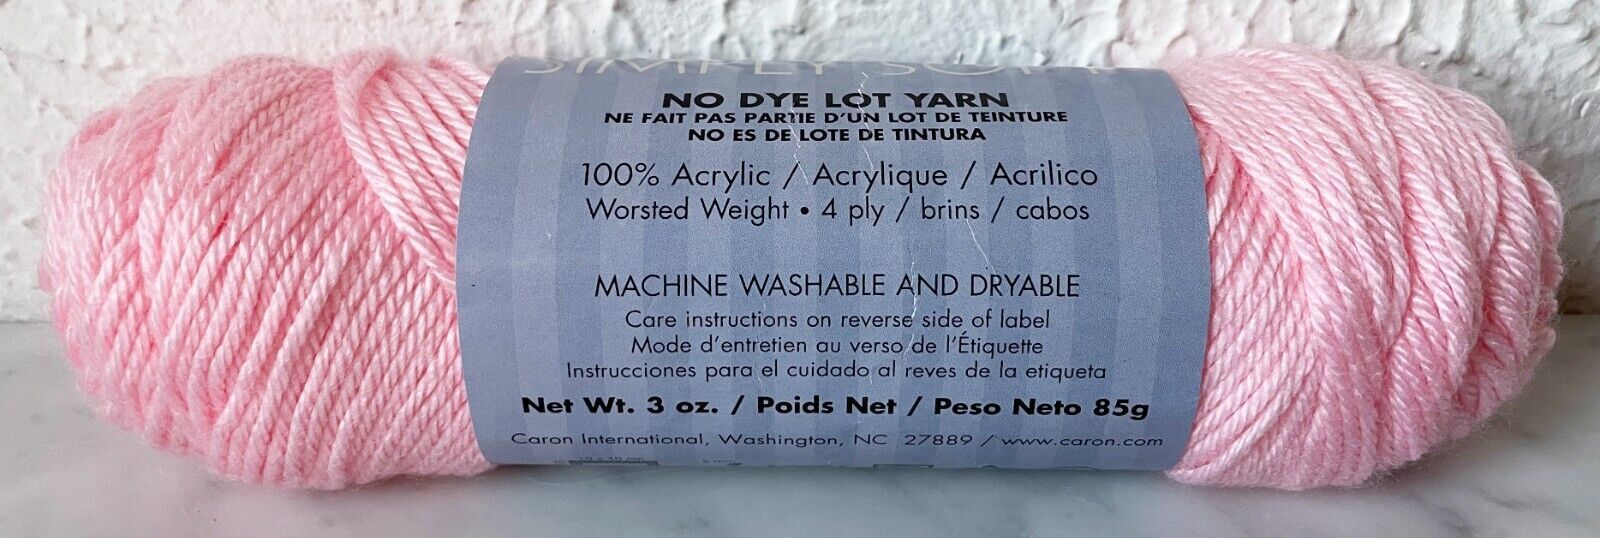 SIMPLY SOFT
NO DYE LOT YARN
NE FAIT PAS PARTIE D'UN LOT DE TEINTURE
NO ES DE LOTE DE TINTURA
100% Acrylic / Acrylique / Acrilico
Worsted Weight • 4 ply / brins / cabos
MACHINE WASHABLE AND DRYABLE
Care instructions on reverse side of label
Mode d'entretien au verso de l'Étiquette
Instrucciones para el cuidado al reves de la etiqueta
Net Wt. 3 oz. / Poids Net / Peso Neto 85g
Caron International, Washington, NC 27889 / www.caron.com